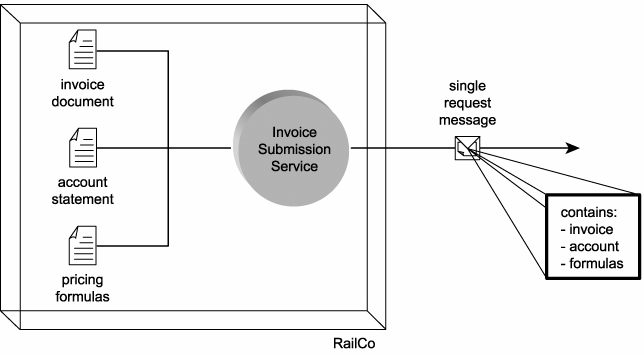 invoice
document
account
statement
pricing
formulas
Invoice
Submission
Service
single
request
message
contains:
- invoice
- account
- formulas
RailCo